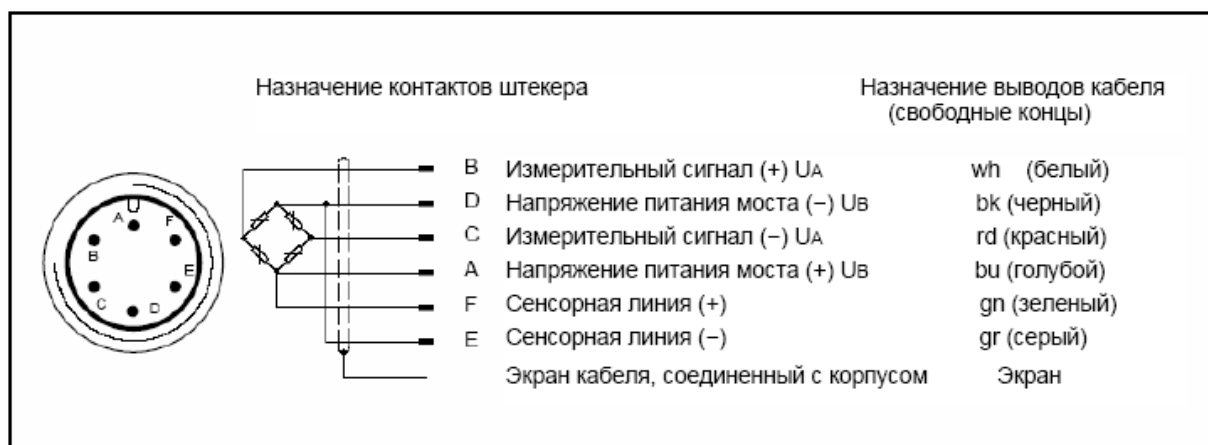 Назначение контактов штекера
Назначение выводов кабеля
(свободные концы)
A F
B
E
C D
B Измерительный сигнал (+) UA wh (белый)
D Напряжение питания моста (−) UB bk (черный)
C Измерительный сигнал (−) UA rd (красный)
A Напряжение питания моста (+) UB bu (голубой)
F Сенсорная линия (+) gn (зеленый)
E Сенсорная линия (−) gr (серый)
Экран кабеля, соединенный с корпусом Экран